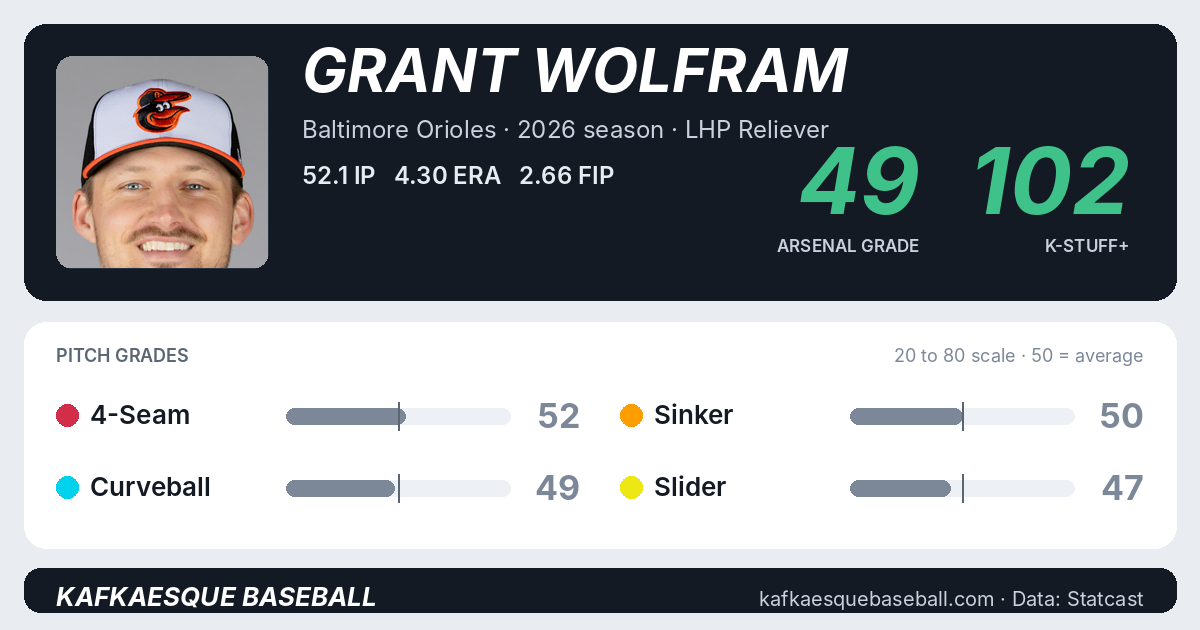 GRANT WOLFRAM
Baltimore Orioles · 2026 season · LHP Reliever
52.1 IP 4.30 ERA 2.66 FIP
49 102
ARSENAL GRADE K-STUFF+
PITCH GRADES 20 to 80 scale · 50 = average
4-Seam 52 Sinker 50
Curveball 49 Slider 47
KAFKAESQUE BASEBALL kafkaesquebaseball.com · Data: Statcast